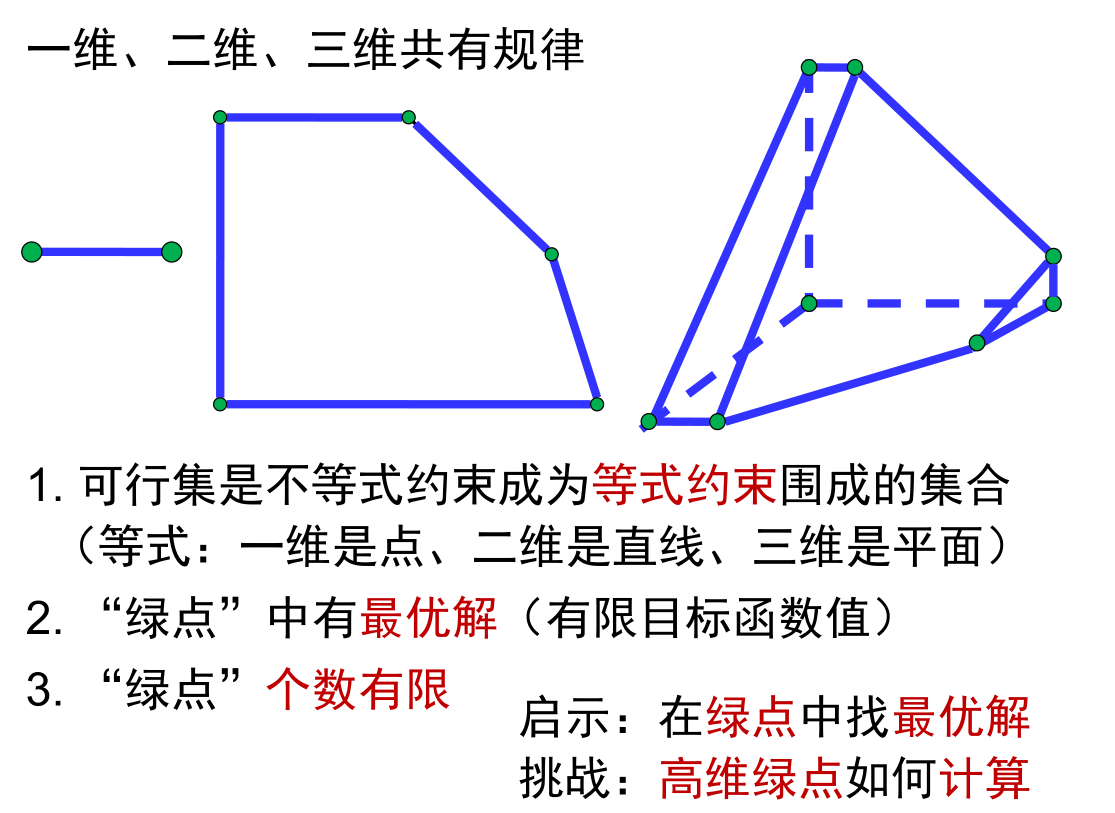 一维、二维、三维共有规律
1. 可行集是不等式约束成为等式约束围成的集合
（等式：一维是点、二维是直线、三维是平面）
2. “绿点”中有最优解（有限目标函数值）
3. “绿点”个数有限
启示：在绿点中找最优解
挑战：高维绿点如何计算